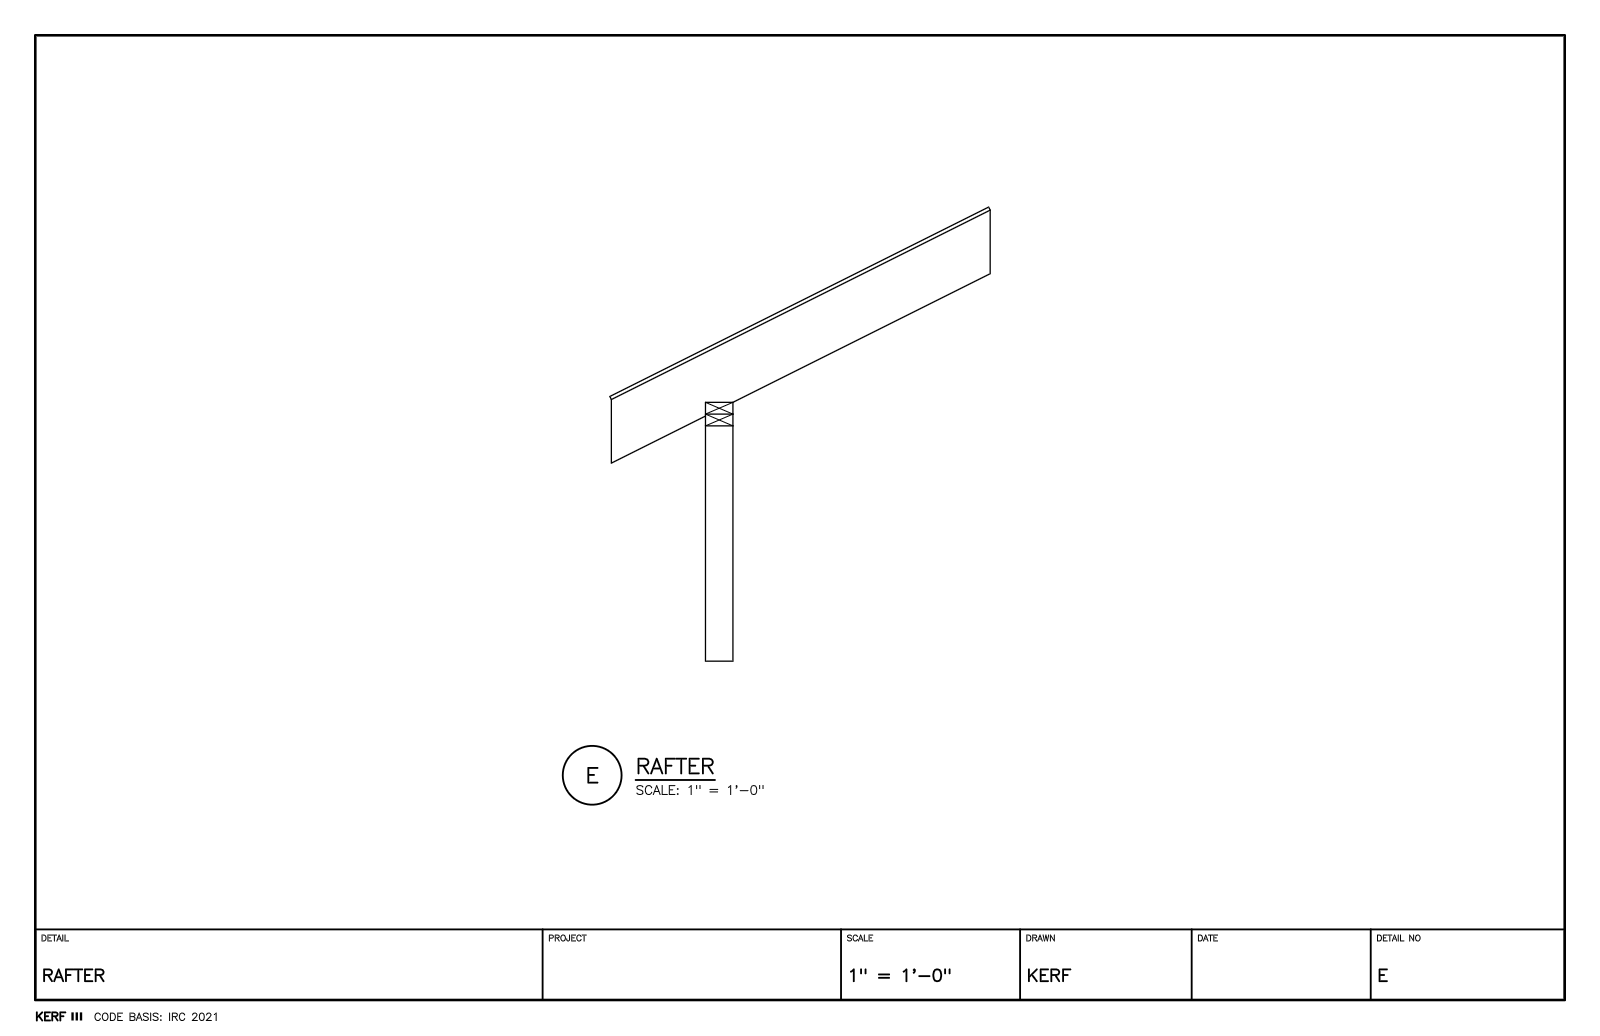 E
RAFTER
SCALE: 1" = 1'-0"
DETAIL
RAFTER
PROJECT
SCALE
1" = 1'-0"
DRAWN
KERF
DATE
DETAIL NO
E
KERF III CODE BASIS: IRC 2021